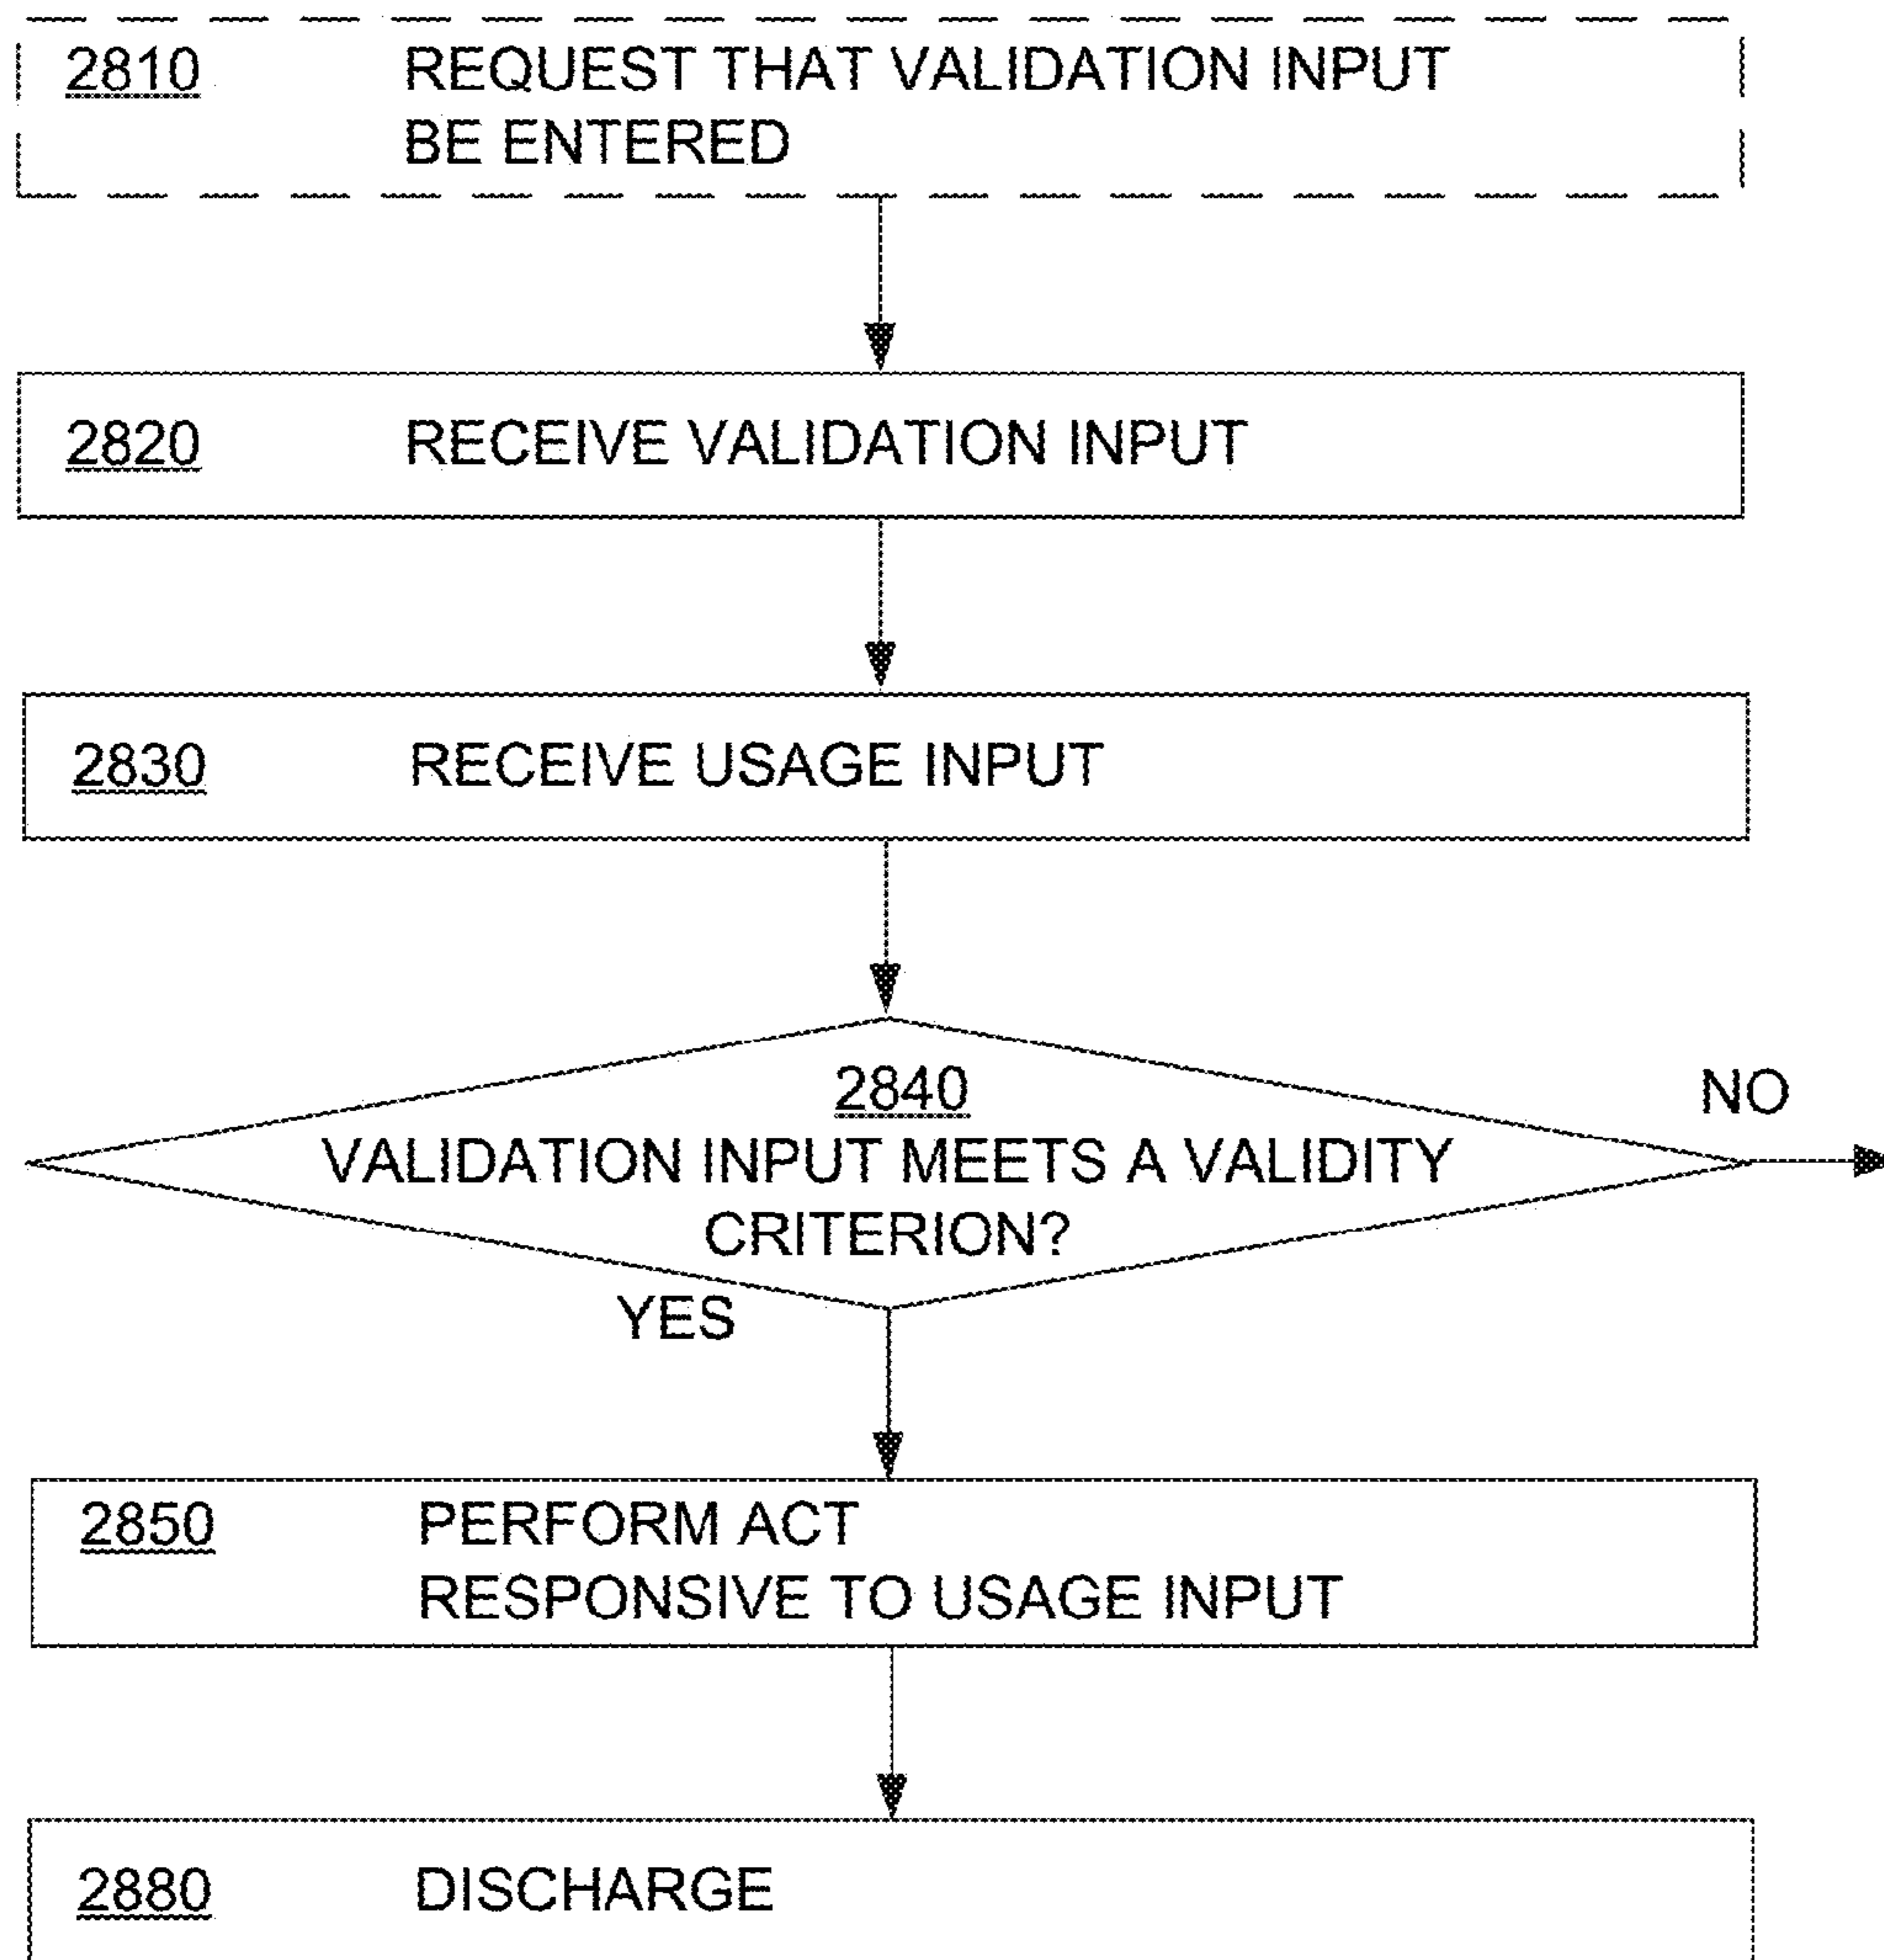 2810 REQUEST THAT VALIDATION INPUT
BE ENTERED
2820 RECEIVE VALIDATION INPUT
2830 RECEIVE USAGE INPUT
2840
NO
VALIDATION INPUT MEETS A VALIDITY
CRITERION?
YES
2850 PERFORM ACT
RESPONSIVE TO USAGE INPUT
2880 DISCHARGE